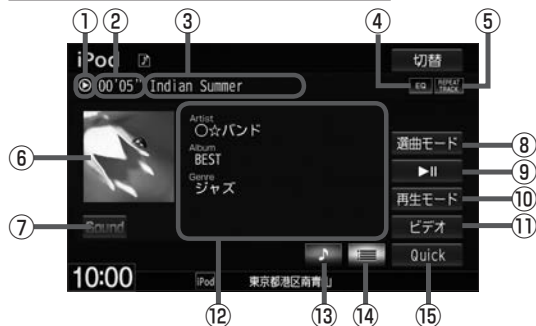 ① ② ③ ④ ⑤
iPod 切替
00'05" Indian Summer EQ REPEAT TRACK
Artist
○☆バンド
Album
BEST
Genre
ジャズ
選曲モード
▶II
再生モード
ビデオ
Sound
Quick
10:00 iPod 東京都港区南青山
⑥
⑦
⑧
⑨
⑩
⑪
⑫ ⑬ ⑭ ⑮